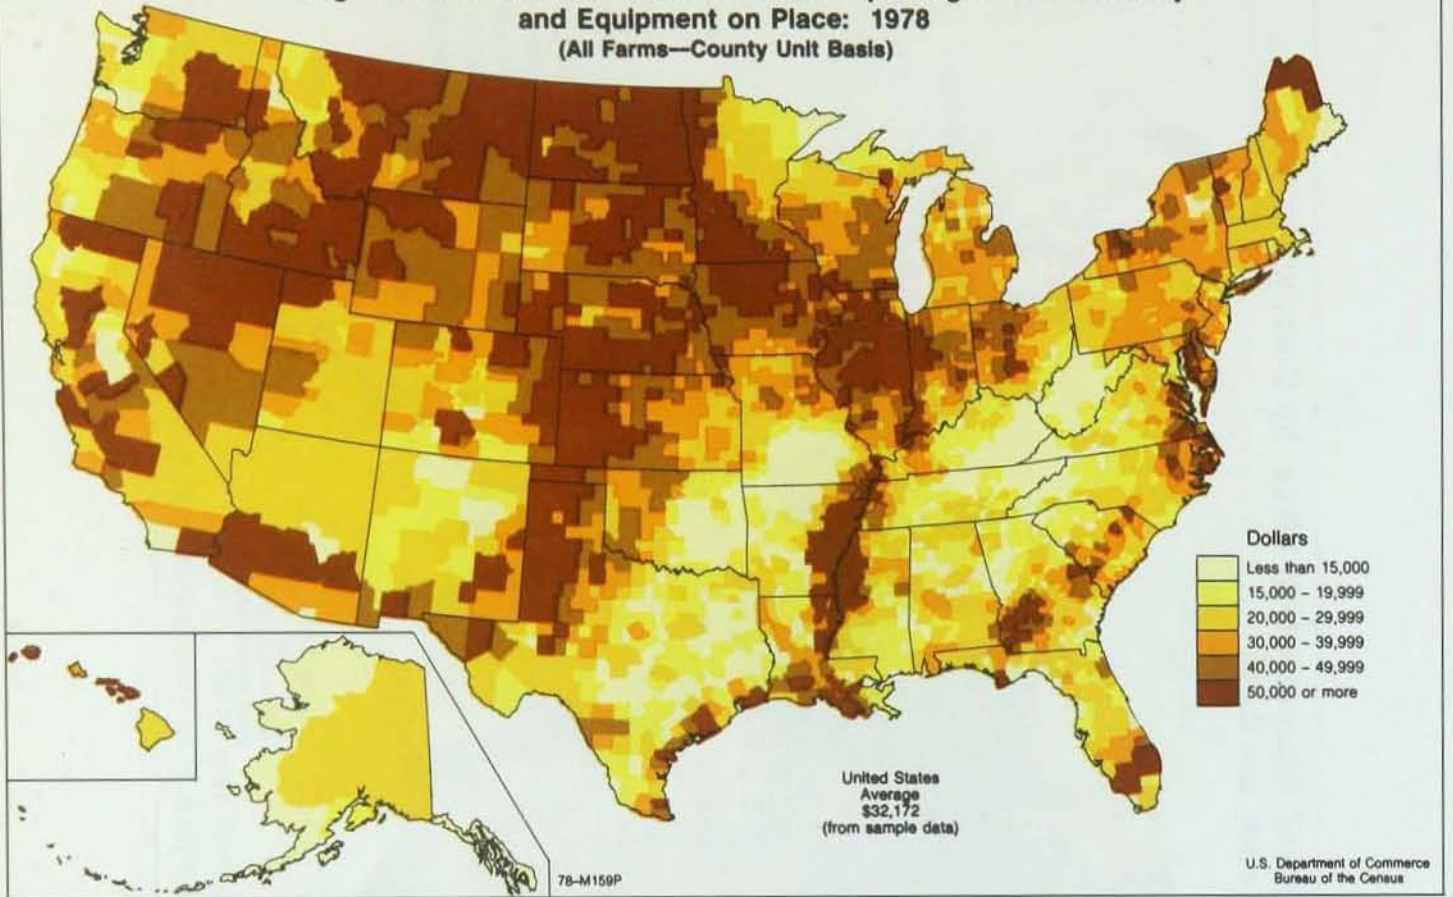 and Equipment on Place: 1978
(All Farms—County Unit Basis)
Dollars
Less than 15,000
15,000 – 19,999
20,000 – 29,999
30,000 – 39,999
40,000 – 49,999
50,000 or more
United States
Average
$32,172
(from sample data)
78-M159P
U.S. Department of Commerce
Bureau of the Census